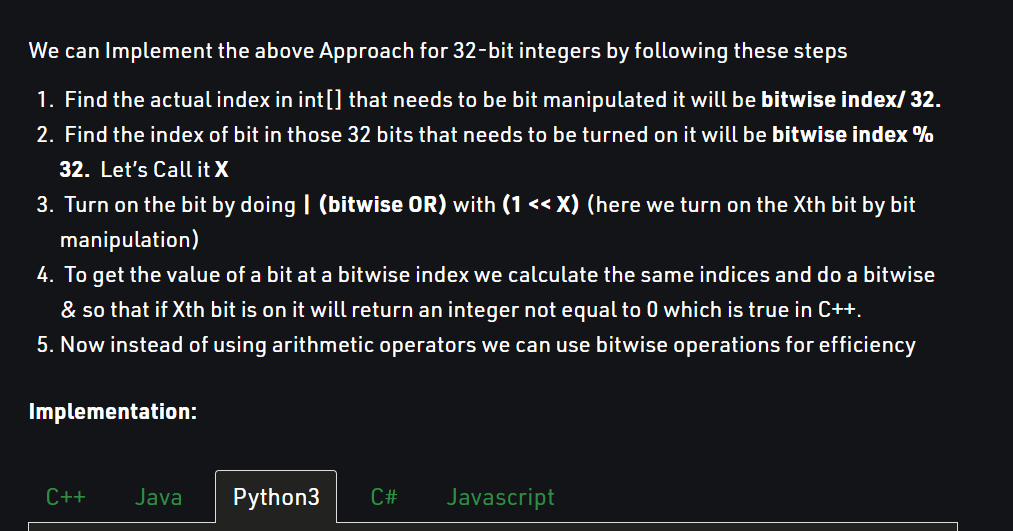 We can Implement the above Approach for 32-bit integers by following these steps
1. Find the actual index in int[] that needs to be bit manipulated it will be bitwise index/ 32.
2. Find the index of bit in those 32 bits that needs to be turned on it will be bitwise index %
32. Let's Call it X
3. Turn on the bit by doing | (bitwise OR) with (1 << X) (here we turn on the Xth bit by bit
manipulation)
4. To get the value of a bit at a bitwise index we calculate the same indices and do a bitwise
& so that if Xth bit is on it will return an integer not equal to 0 which is true in C++.
5. Now instead of using arithmetic operators we can use bitwise operations for efficiency
Implementation:
C++ Java Python3 C# Javascript